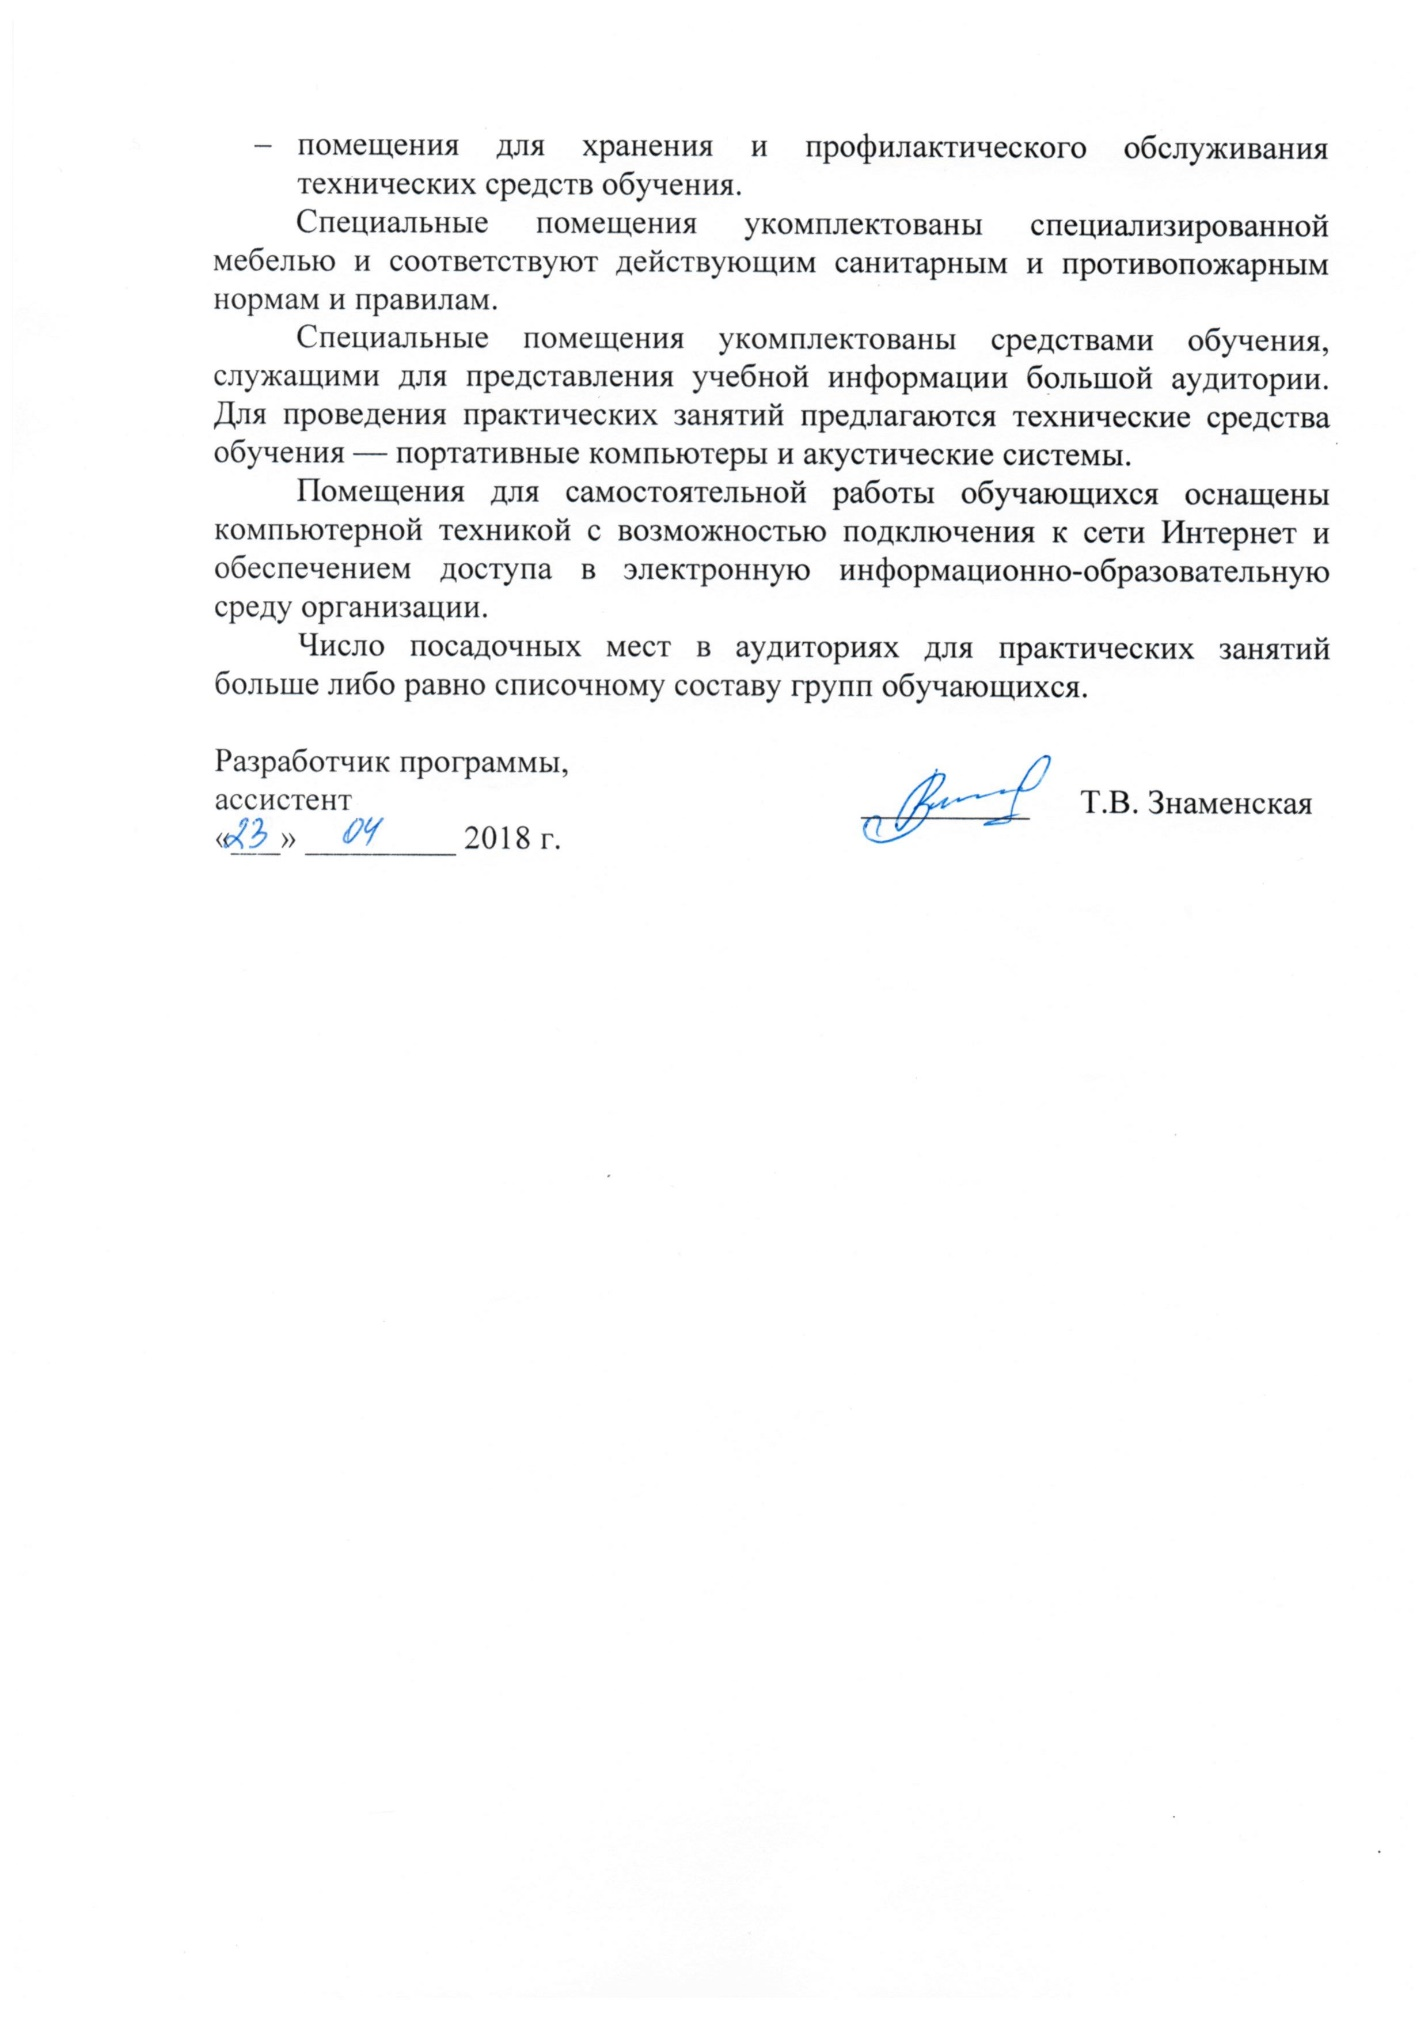 – помещения для хранения и профилактического обслуживания
технических средств обучения.
Специальные помещения укомплектованы специализированной
мебелью и соответствуют действующим санитарным и противопожарным
нормам и правилам.
Специальные помещения укомплектованы средствами обучения,
служащими для представления учебной информации большой аудитории.
Для проведения практических занятий предлагаются технические средства
обучения — портативные компьютеры и акустические системы.
Помещения для самостоятельной работы обучающихся оснащены
компьютерной техникой с возможностью подключения к сети Интернет и
обеспечением доступа в электронную информационно-образовательную
среду организации.
Число посадочных мест в аудиториях для практических занятий
больше либо равно списочному составу групп обучающихся.
Разработчик программы,
ассистент Т.В. Знаменская
«23» 04 2018 г.